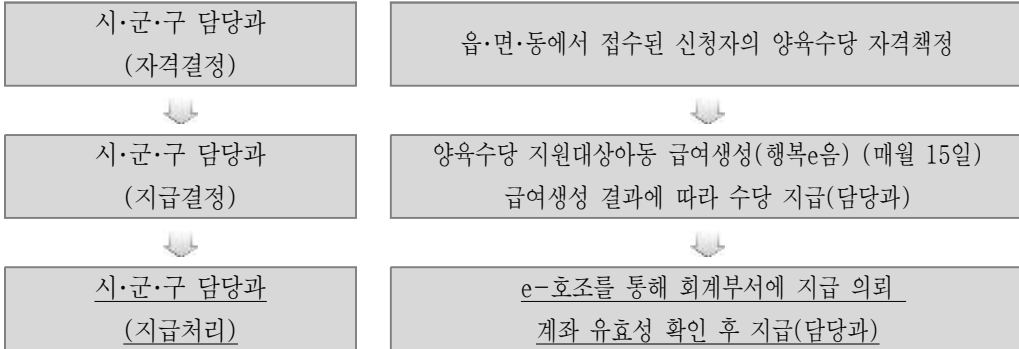 시·군·구 담당과
(자격결정)
읍·면·동에서 접수된 신청자의 양육수당 자격책정
시·군·구 담당과
(지급결정)
양육수당 지원대상아동 급여생성(행복e음) (매월 15일)
급여생성 결과에 따라 수당 지급(담당과)
시·군·구 담당과
(지급처리)
e-호조를 통해 회계부서에 지급 의뢰
계좌 유효성 확인 후 지급(담당과)